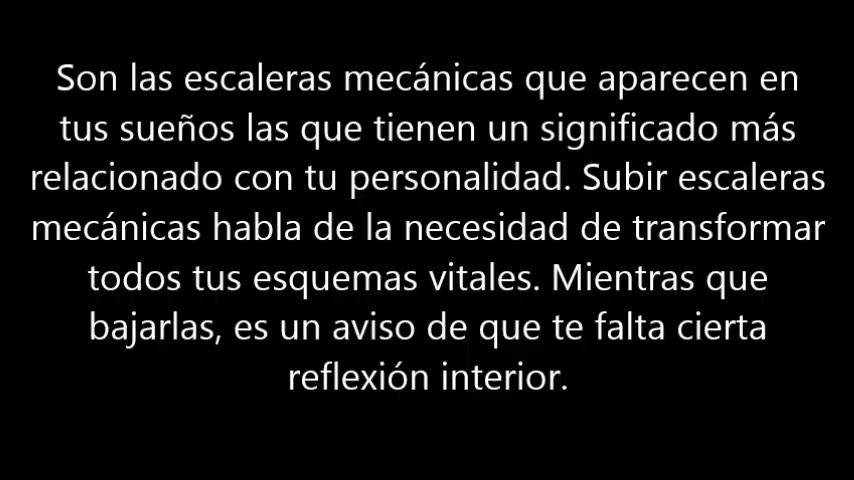 Son las escaleras mecánicas que aparecen en
tus sueños las que tienen un significado más
relacionado con tu personalidad. Subir escaleras
mecánicas habla de la necesidad de transformar
todos tus esquemas vitales. Mientras que
bajarlas, es un aviso de que te falta cierta
reflexión interior.